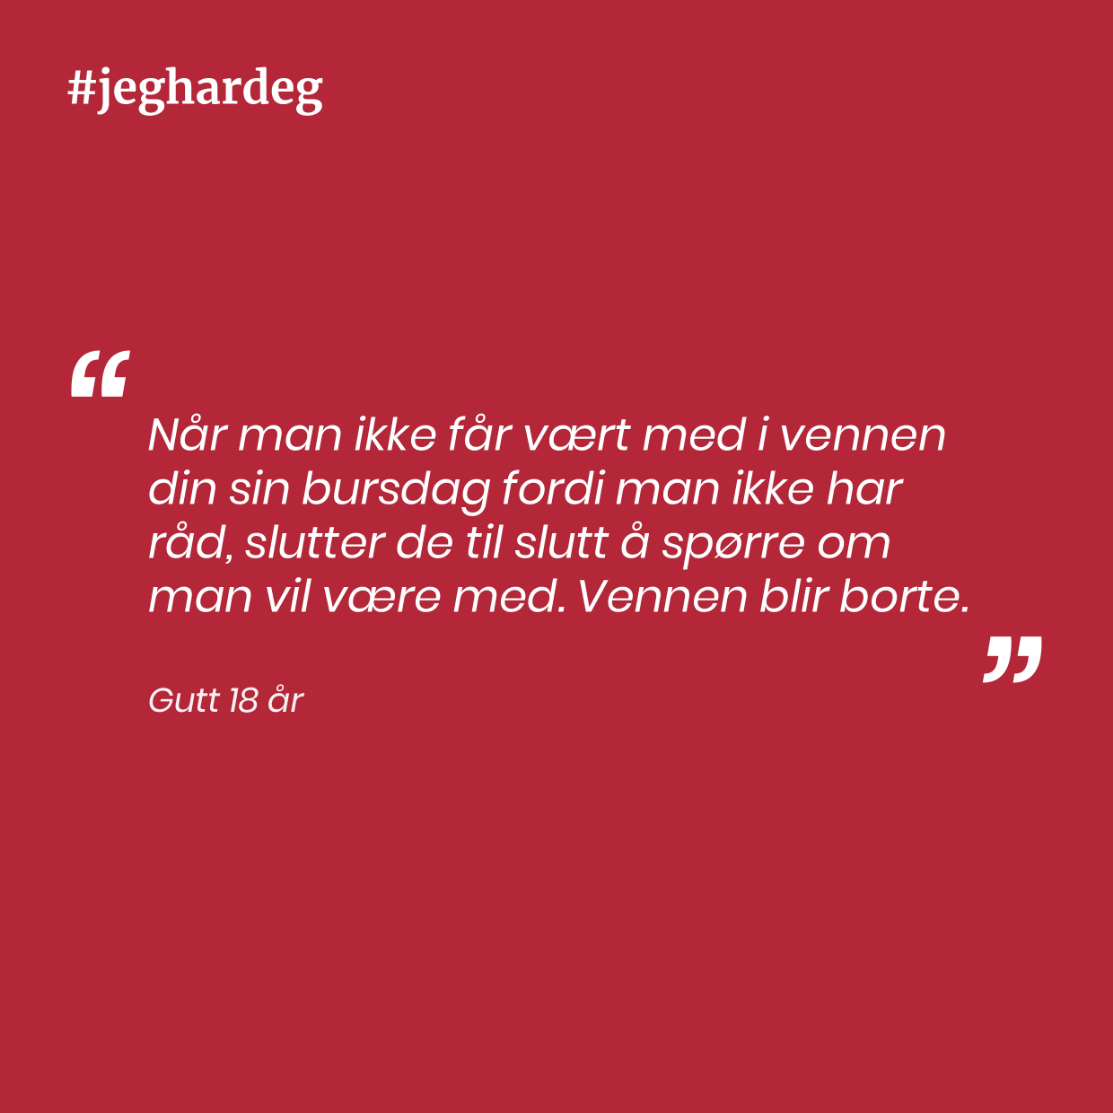 #jeghardeg
“
Når man ikke får vært med i vennen
din sin bursdag fordi man ikke har
råd, slutter de til slutt å spørre om
man vil være med. Vennen blir borte.
”
Gutt 18 år